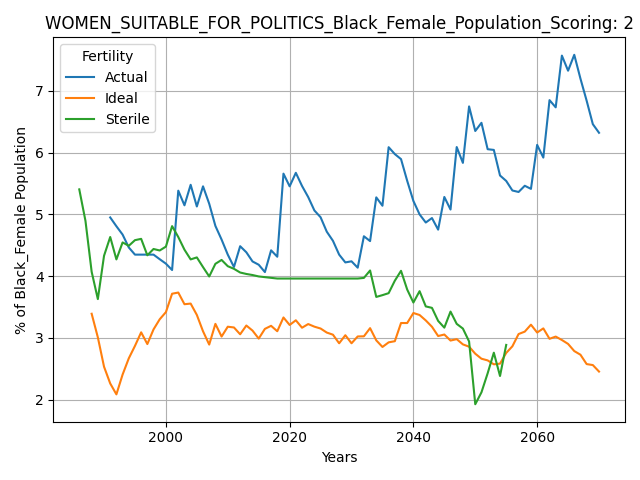 WOMEN_SUITABLE_FOR_POLITICS_Black_Female_Population_Scoring: 2
Fertility
Actual
Ideal
Sterile
% of Black_Female Population
7
6
5
4
3
2
2000 2020 2040 2060
Years